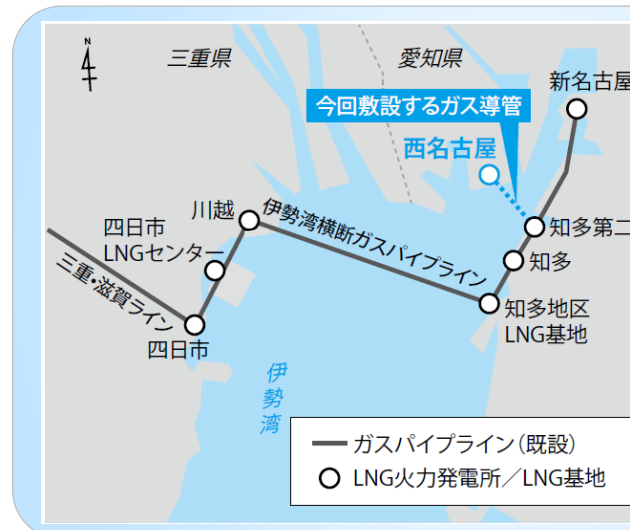 N
三重県
愛知県
新名古屋
今回敷設するガス導管
西名古屋
川越
伊勢湾横断ガスパイプライン
知多第二
四日市
LNGセンター
知多
三重・滋賀ライン
四日市
知多地区
LNG基地
伊勢湾
ガスパイプライン(既設)
LNG火力発電所/LNG基地